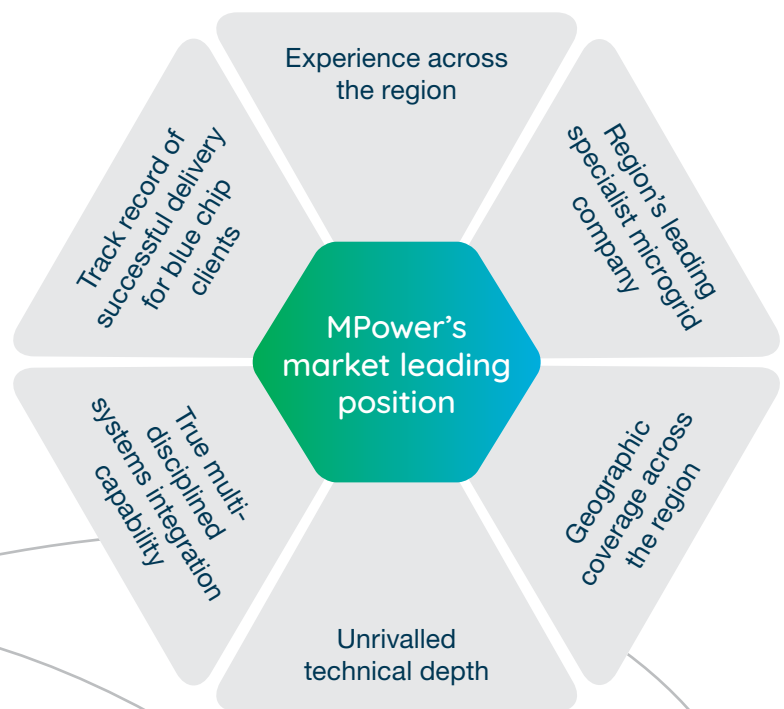 Experience across
the region
Region's leading
specialist microgrid
company
Geographic
coverage across
the region
Unrivalled
technical depth
True multi-
disciplined
systems integration
capability
Track record of
successful delivery
for blue chip
clients
MPower's
market leading
position